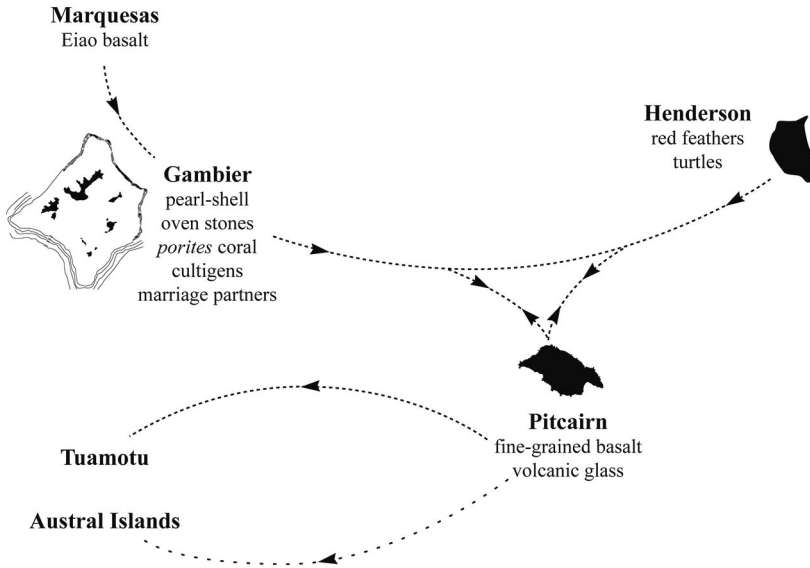 Marquesas
Eiao basalt
Henderson
red feathers
turtles
Gambier
pearl-shell
oven stones
porites coral
cultigens
marriage partners
Pitcairn
fine-grained basalt
volcanic glass
Tuamotu
Austral Islands